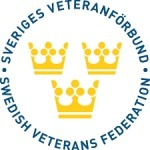 SVERIGES VETERANFÖRBUND
SWEDISH VETERANS FEDERATION